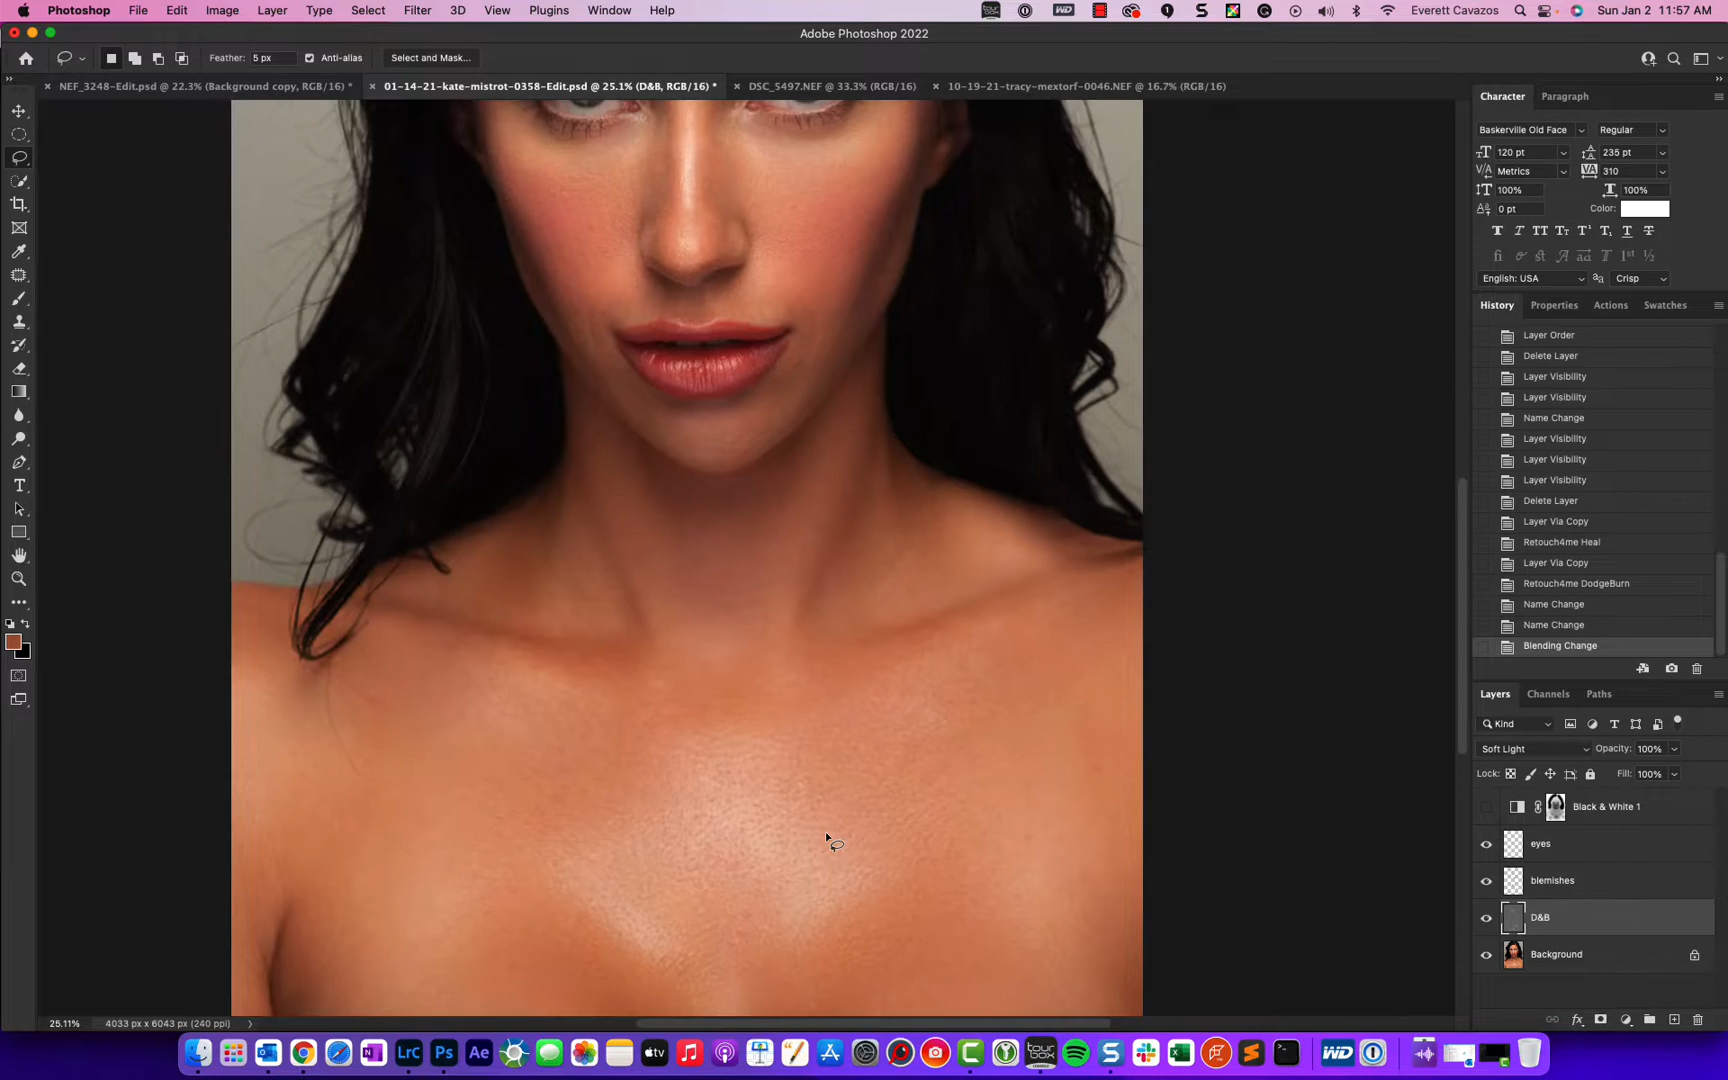 Photoshop File Edit Image Layer Type Select Filter 3D View Plugins Window Help Everett Cavazos Sun Jan 2 11:57 AM
Adobe Photoshop 2022
Feather: 5 px Anti-alias Select and Mask...
NEF_3248-Edit.psd @ 22.3% (Background copy, RGB/16) * 01-14-21-kate-mistrot-0358-Edit.psd @ 25.1% (D&B, RGB/16) * DSC_5497.NEF @ 33.3% (RGB/16) 10-19-21-tracy-mextorf-0046.NEF @ 16.7% (RGB/16)
Character Paragraph
Baskerville Old Face Regular
120 pt 235 pt
Metrics 310
100% 100%
0 pt Color:
English: USA Crisp
History Properties Actions Swatches
Layer Order
Delete Layer
Layer Visibility
Layer Visibility
Name Change
Layer Visibility
Layer Visibility
Layer Visibility
Delete Layer
Layer Via Copy
Retouch4me Heal
Layer Via Copy
Retouch4me DodgeBurn
Name Change
Name Change
Blending Change
Layers Channels Paths
Kind
Soft Light Opacity: 100%
Lock: Fill: 100%
Black & White 1
eyes
blemishes
D&B
Background
25.11% 4033 px x 6043 px (240 ppi)
LrC Ps Ae tv WD